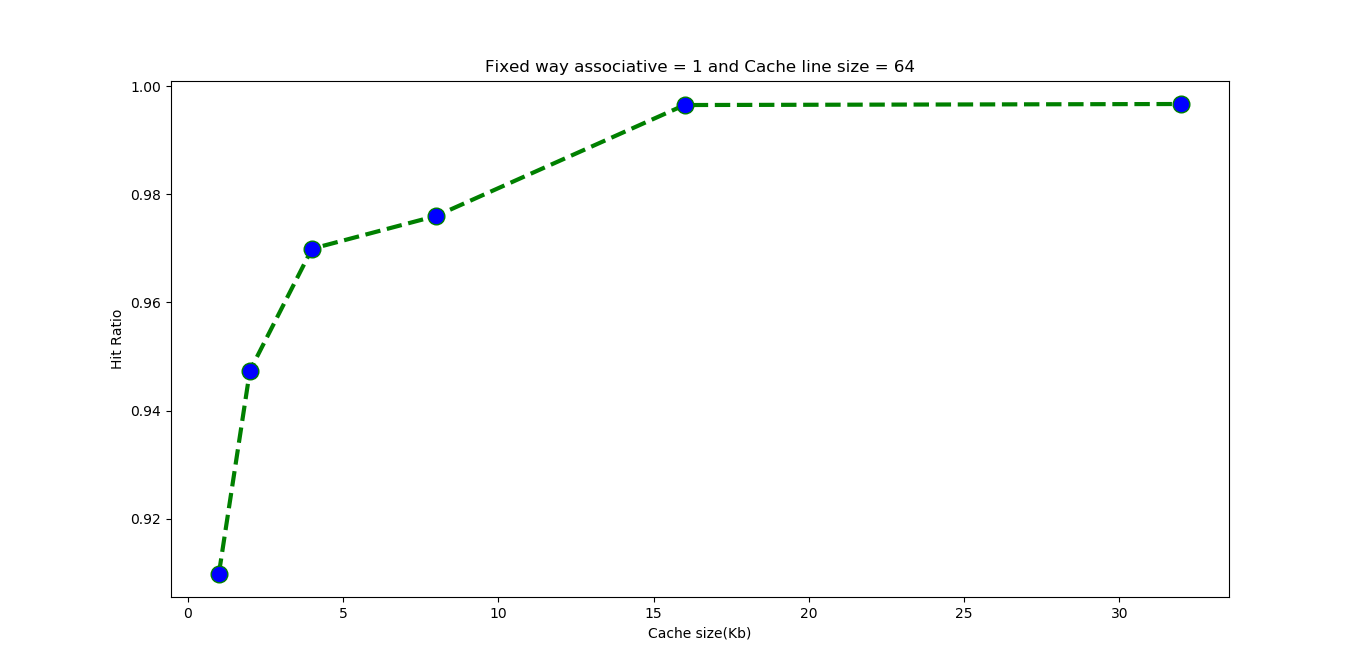 Fixed way associative = 1 and Cache line size = 64
1.00
0.98
0.96
0.94
0.92
Hit Ratio
0 5 10 15 20 25 30
Cache size(Kb)